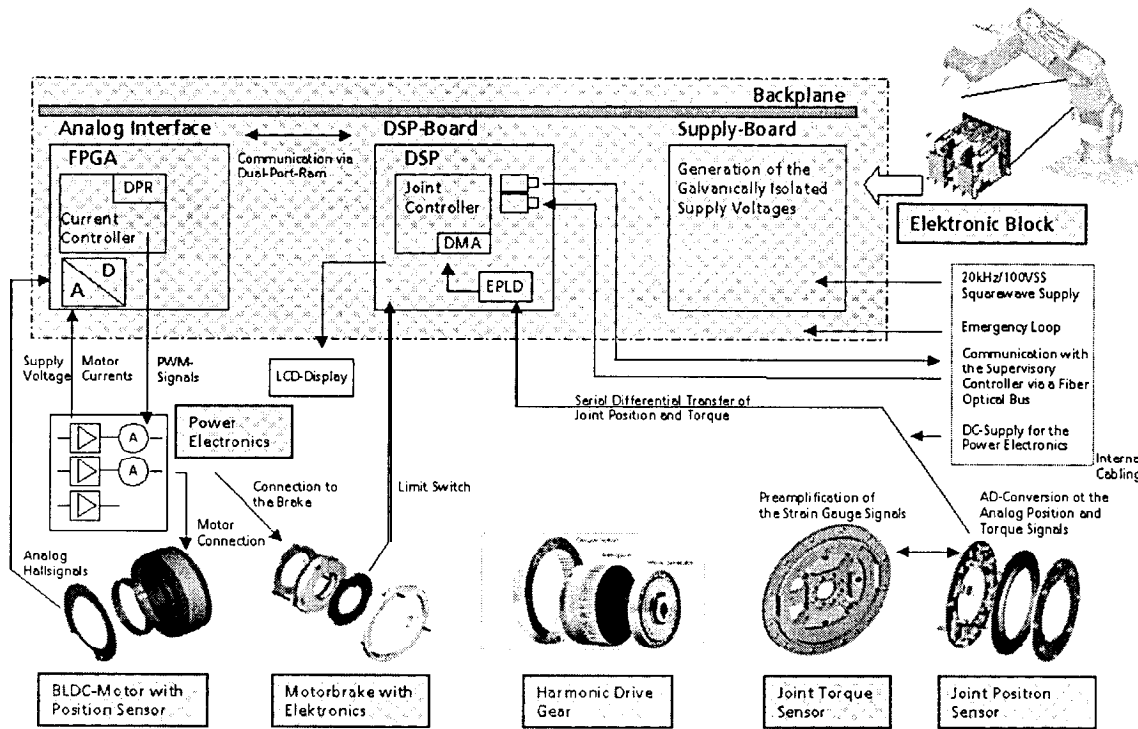 Backplane
Analog Interface
DSP-Board
Supply-Board
FPGA
DPR
Current
Controller
D
A
Communication via
Dual-Port-Ram
DSP
Joint
Controller
DMA
EPLD
Generation of the
Galvanically Isolated
Supply Voltages
Elektronic Block
20kHz/100VSS
Squarewave Supply
Emergency Loop
Communication with
the Supervisory
Controller via a Fiber
Optical Bus
DC-Supply for the
Power Electronics
Internal
Cabling
Supply
Voltage
Motor
Currents
PWM-
Signals
LCD-Display
Serial Differential Transfer of
Joint Position and Torque
A
A
Power
Electronics
Connection to
the Brake
Limit Switch
Motor
Connection
Analog
Hallsignals
Preamplification of
the Strain Gauge Signals
AD-Conversion of the
Analog Position and
Torque Signals
BLDC-Motor with
Position Sensor
Motorbrake with
Elektronics
Harmonic Drive
Gear
Joint Torque
Sensor
Joint Position
Sensor